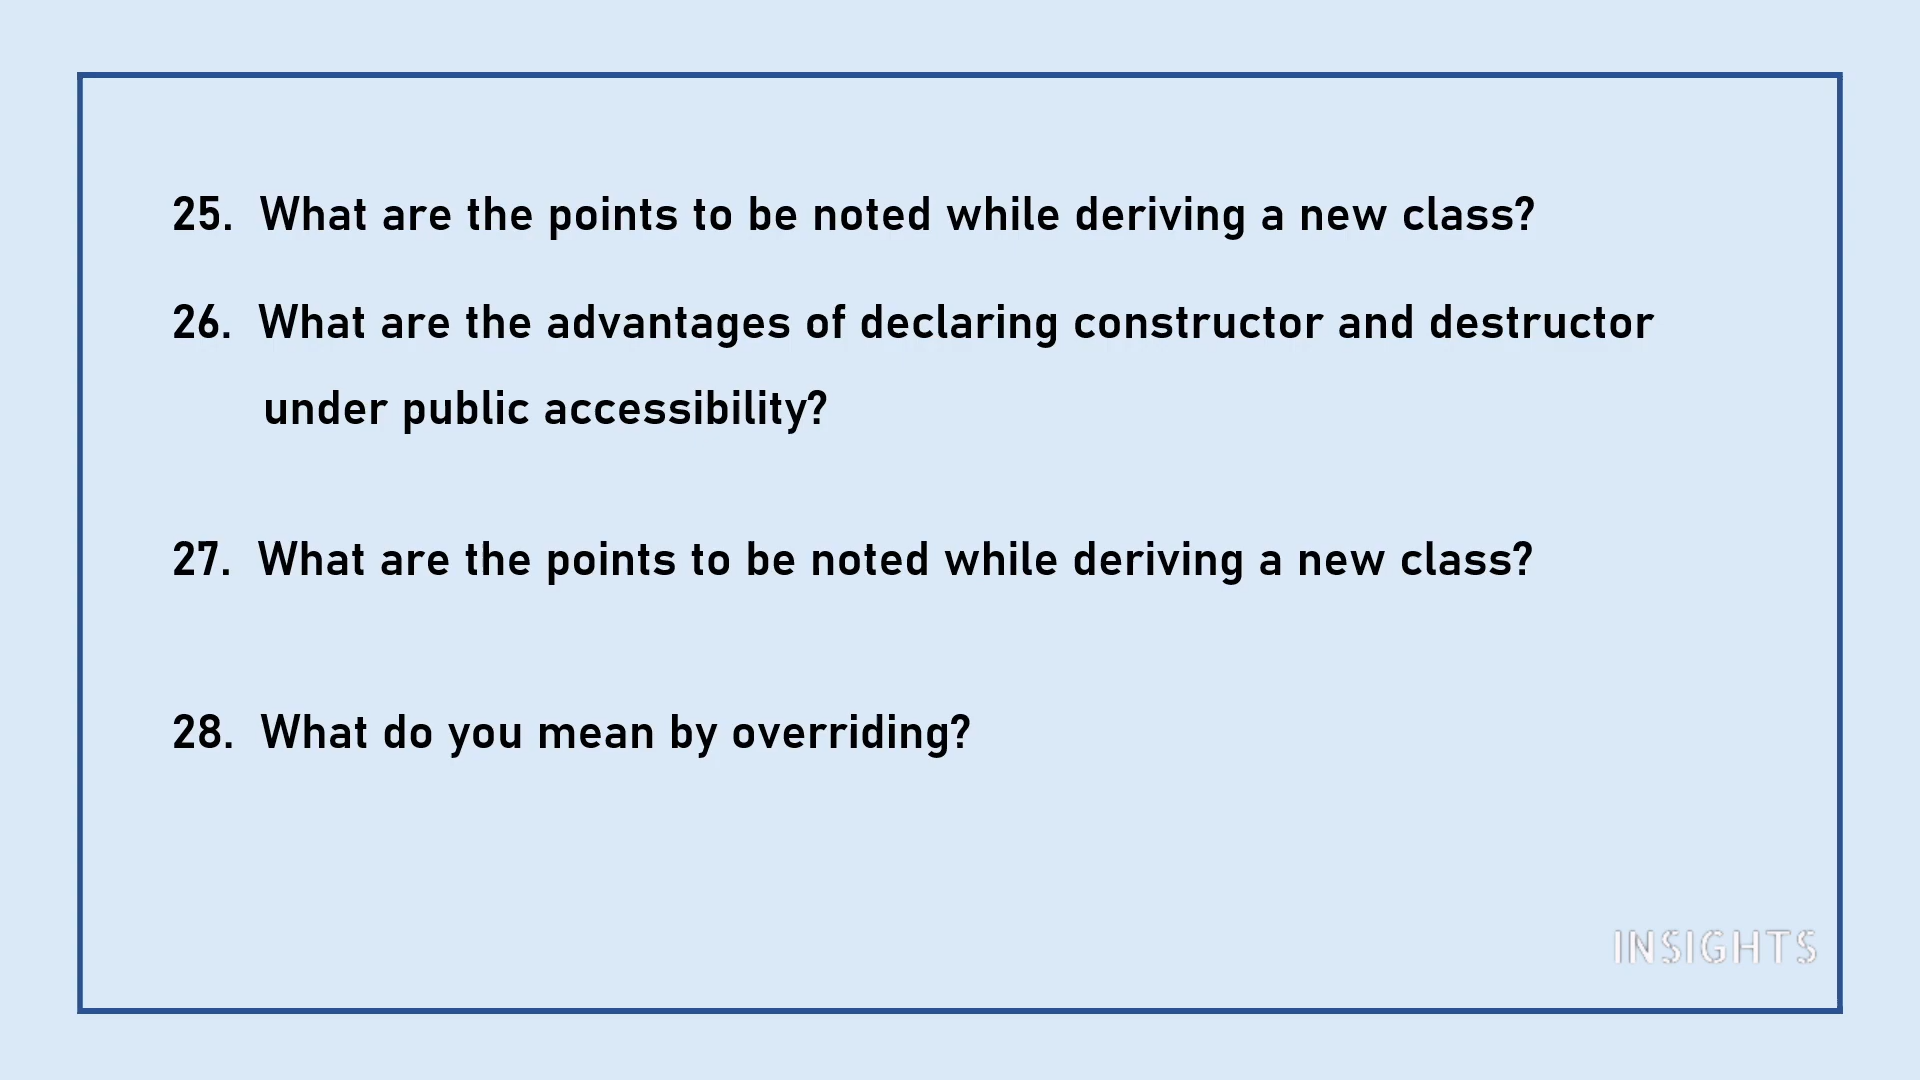 25. What are the points to be noted while deriving a new class?
26. What are the advantages of declaring constructor and destructor
under public accessibility?
27. What are the points to be noted while deriving a new class?
28. What do you mean by overriding?
INSIGHTS